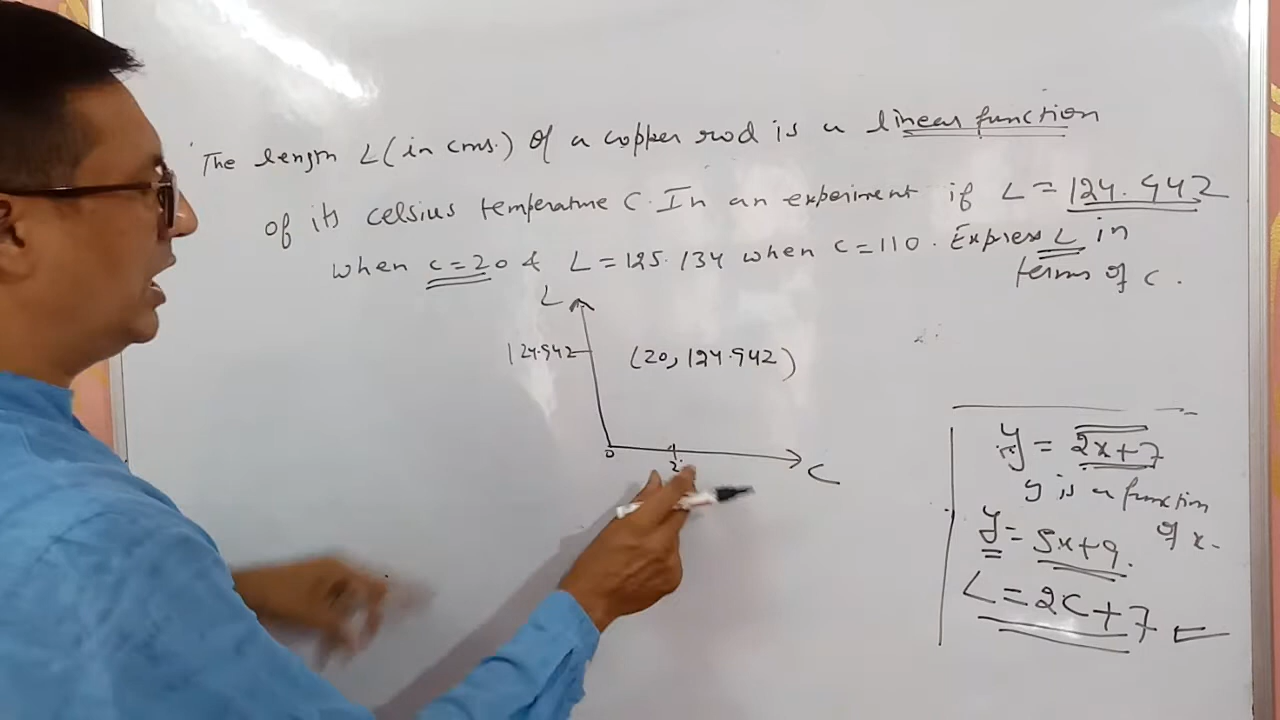 The length L (in cms.) of a copper rod is a linear function
of its celsius temperature C. In an experiment if L = 124.942
when c=20 & L = 125.134 when c=110. Express L in
terms of c.
L
124.942
(20, 124.942)
0
2
C
y = 2x+7
y is a function
of x.
y = 5x+9.
L = 2C+7